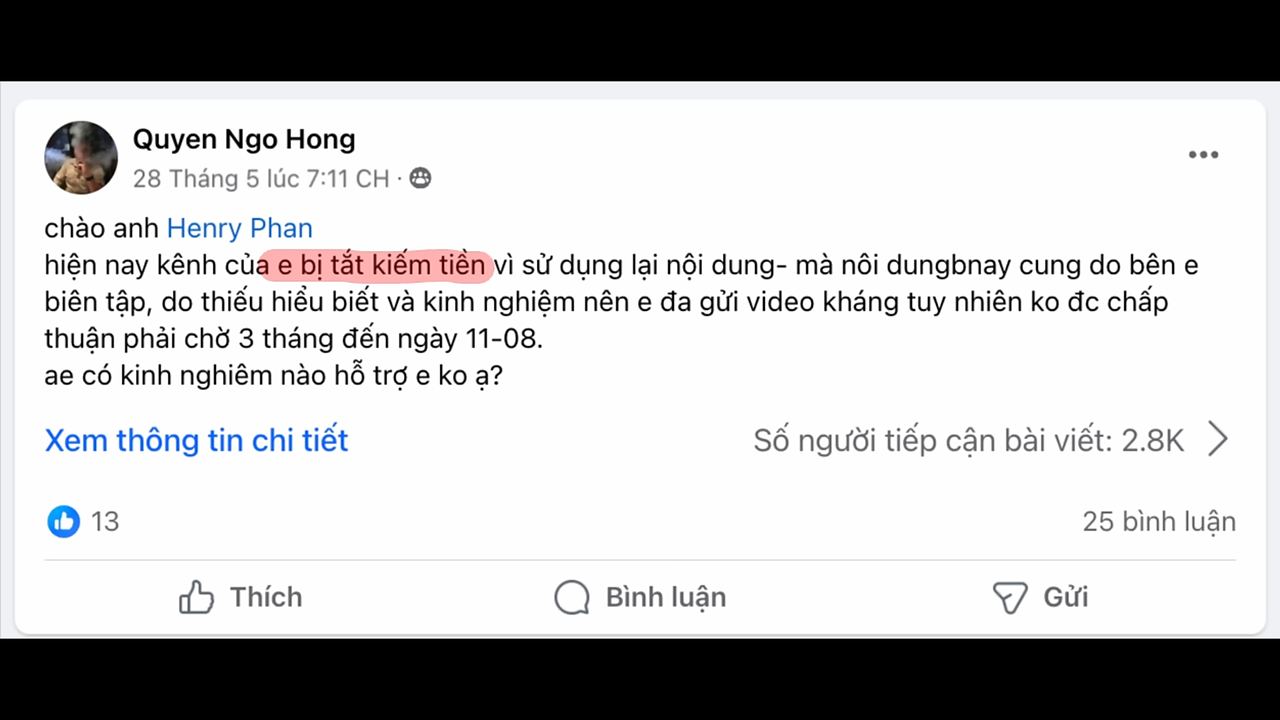 Quyen Ngo Hong
28 Tháng 5 lúc 7:11 CH ·
chào anh Henry Phan
hiện nay kênh của e bị tắt kiếm tiền vì sử dụng lại nội dung- mà nôi dungbnay cung do bên e
biên tập, do thiếu hiểu biết và kinh nghiệm nên e đa gửi video kháng tuy nhiên ko đc chấp
thuận phải chờ 3 tháng đến ngày 11-08.
ae có kinh nghiêm nào hỗ trợ e ko ạ?
Xem thông tin chi tiết
Số người tiếp cận bài viết: 2.8K
13
25 bình luận
Thích
Bình luận
Gửi